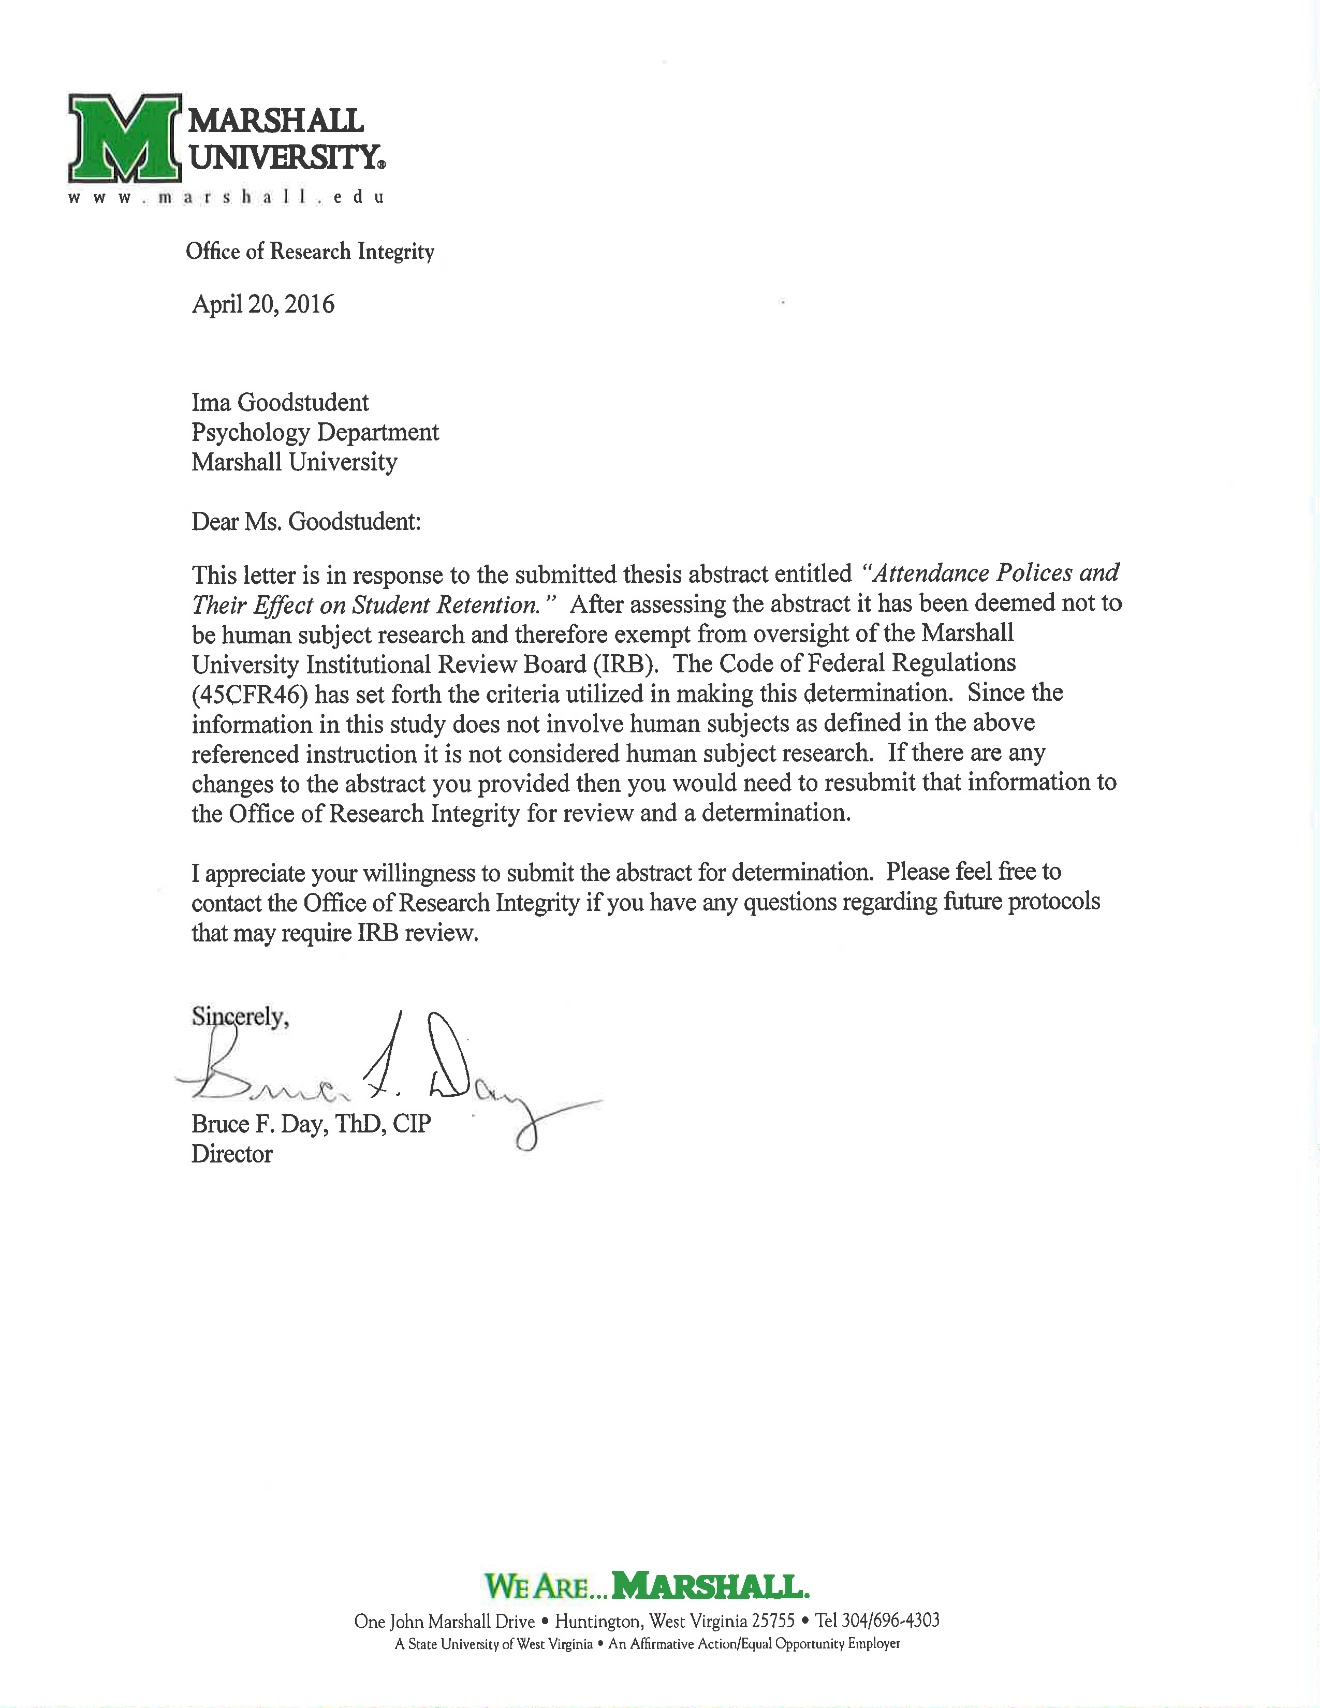 MARSHALL
UNIVERSITY®
www.marshall.edu
Office of Research Integrity
April 20, 2016
Ima Goodstudent
Psychology Department
Marshall University
Dear Ms. Goodstudent:
This letter is in response to the submitted thesis abstract entitled “Attendance Polices and
Their Effect on Student Retention.” After assessing the abstract it has been deemed not to
be human subject research and therefore exempt from oversight of the Marshall
University Institutional Review Board (IRB). The Code of Federal Regulations
(45CFR46) has set forth the criteria utilized in making this determination. Since the
information in this study does not involve human subjects as defined in the above
referenced instruction it is not considered human subject research. If there are any
changes to the abstract you provided then you would need to resubmit that information to
the Office of Research Integrity for review and a determination.
I appreciate your willingness to submit the abstract for determination. Please feel free to
contact the Office of Research Integrity if you have any questions regarding future protocols
that may require IRB review.
Sincerely,
Bruce F. Day
Bruce F. Day, ThD, CIP
Director
WE ARE... MARSHALL.
One John Marshall Drive • Huntington, West Virginia 25755 • Tel 304/696-4303
A State University of West Virginia • An Affirmative Action/Equal Opportunity Employer